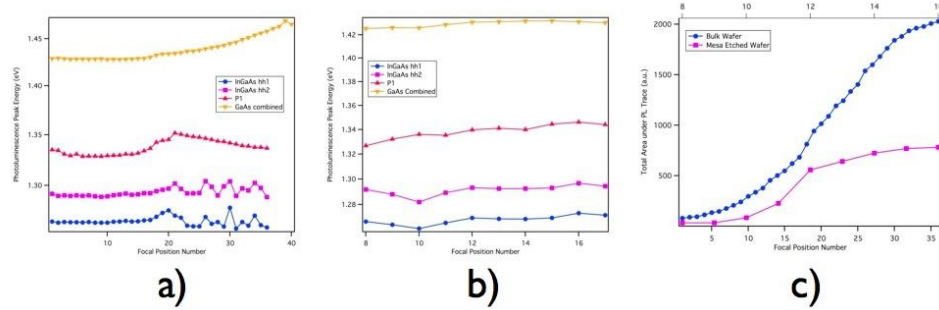 8 10 12 14 16
1.45
1.40
1.35
1.30
Photoluminescence Peak Energy (eV)
InGaAs hh1
InGaAs hh2
P1
GaAs combined
10 20 30 40
Focal Position Number
1.42
1.40
1.38
1.36
1.34
1.32
1.30
1.28
Photoluminescence Peak Energy (eV)
InGaAs hh1
InGaAs hh2
P1
GaAs Combined
8 10 12 14 16
Focal Position Number
2000
1500
1000
500
Total Area under PL Trace (a.u.)
Bulk Wafer
Mesa Etched Wafer
5 10 15 20 25 30 35
Focal Position Number
a) b) c)